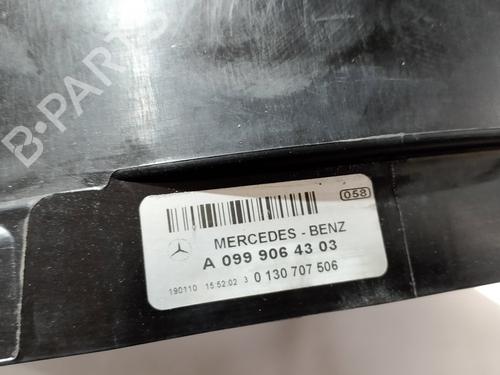 B-PARTS
058
MERCEDES - BENZ
A 099 906 43 03
190110 15:52:02 3 0 130 707 506